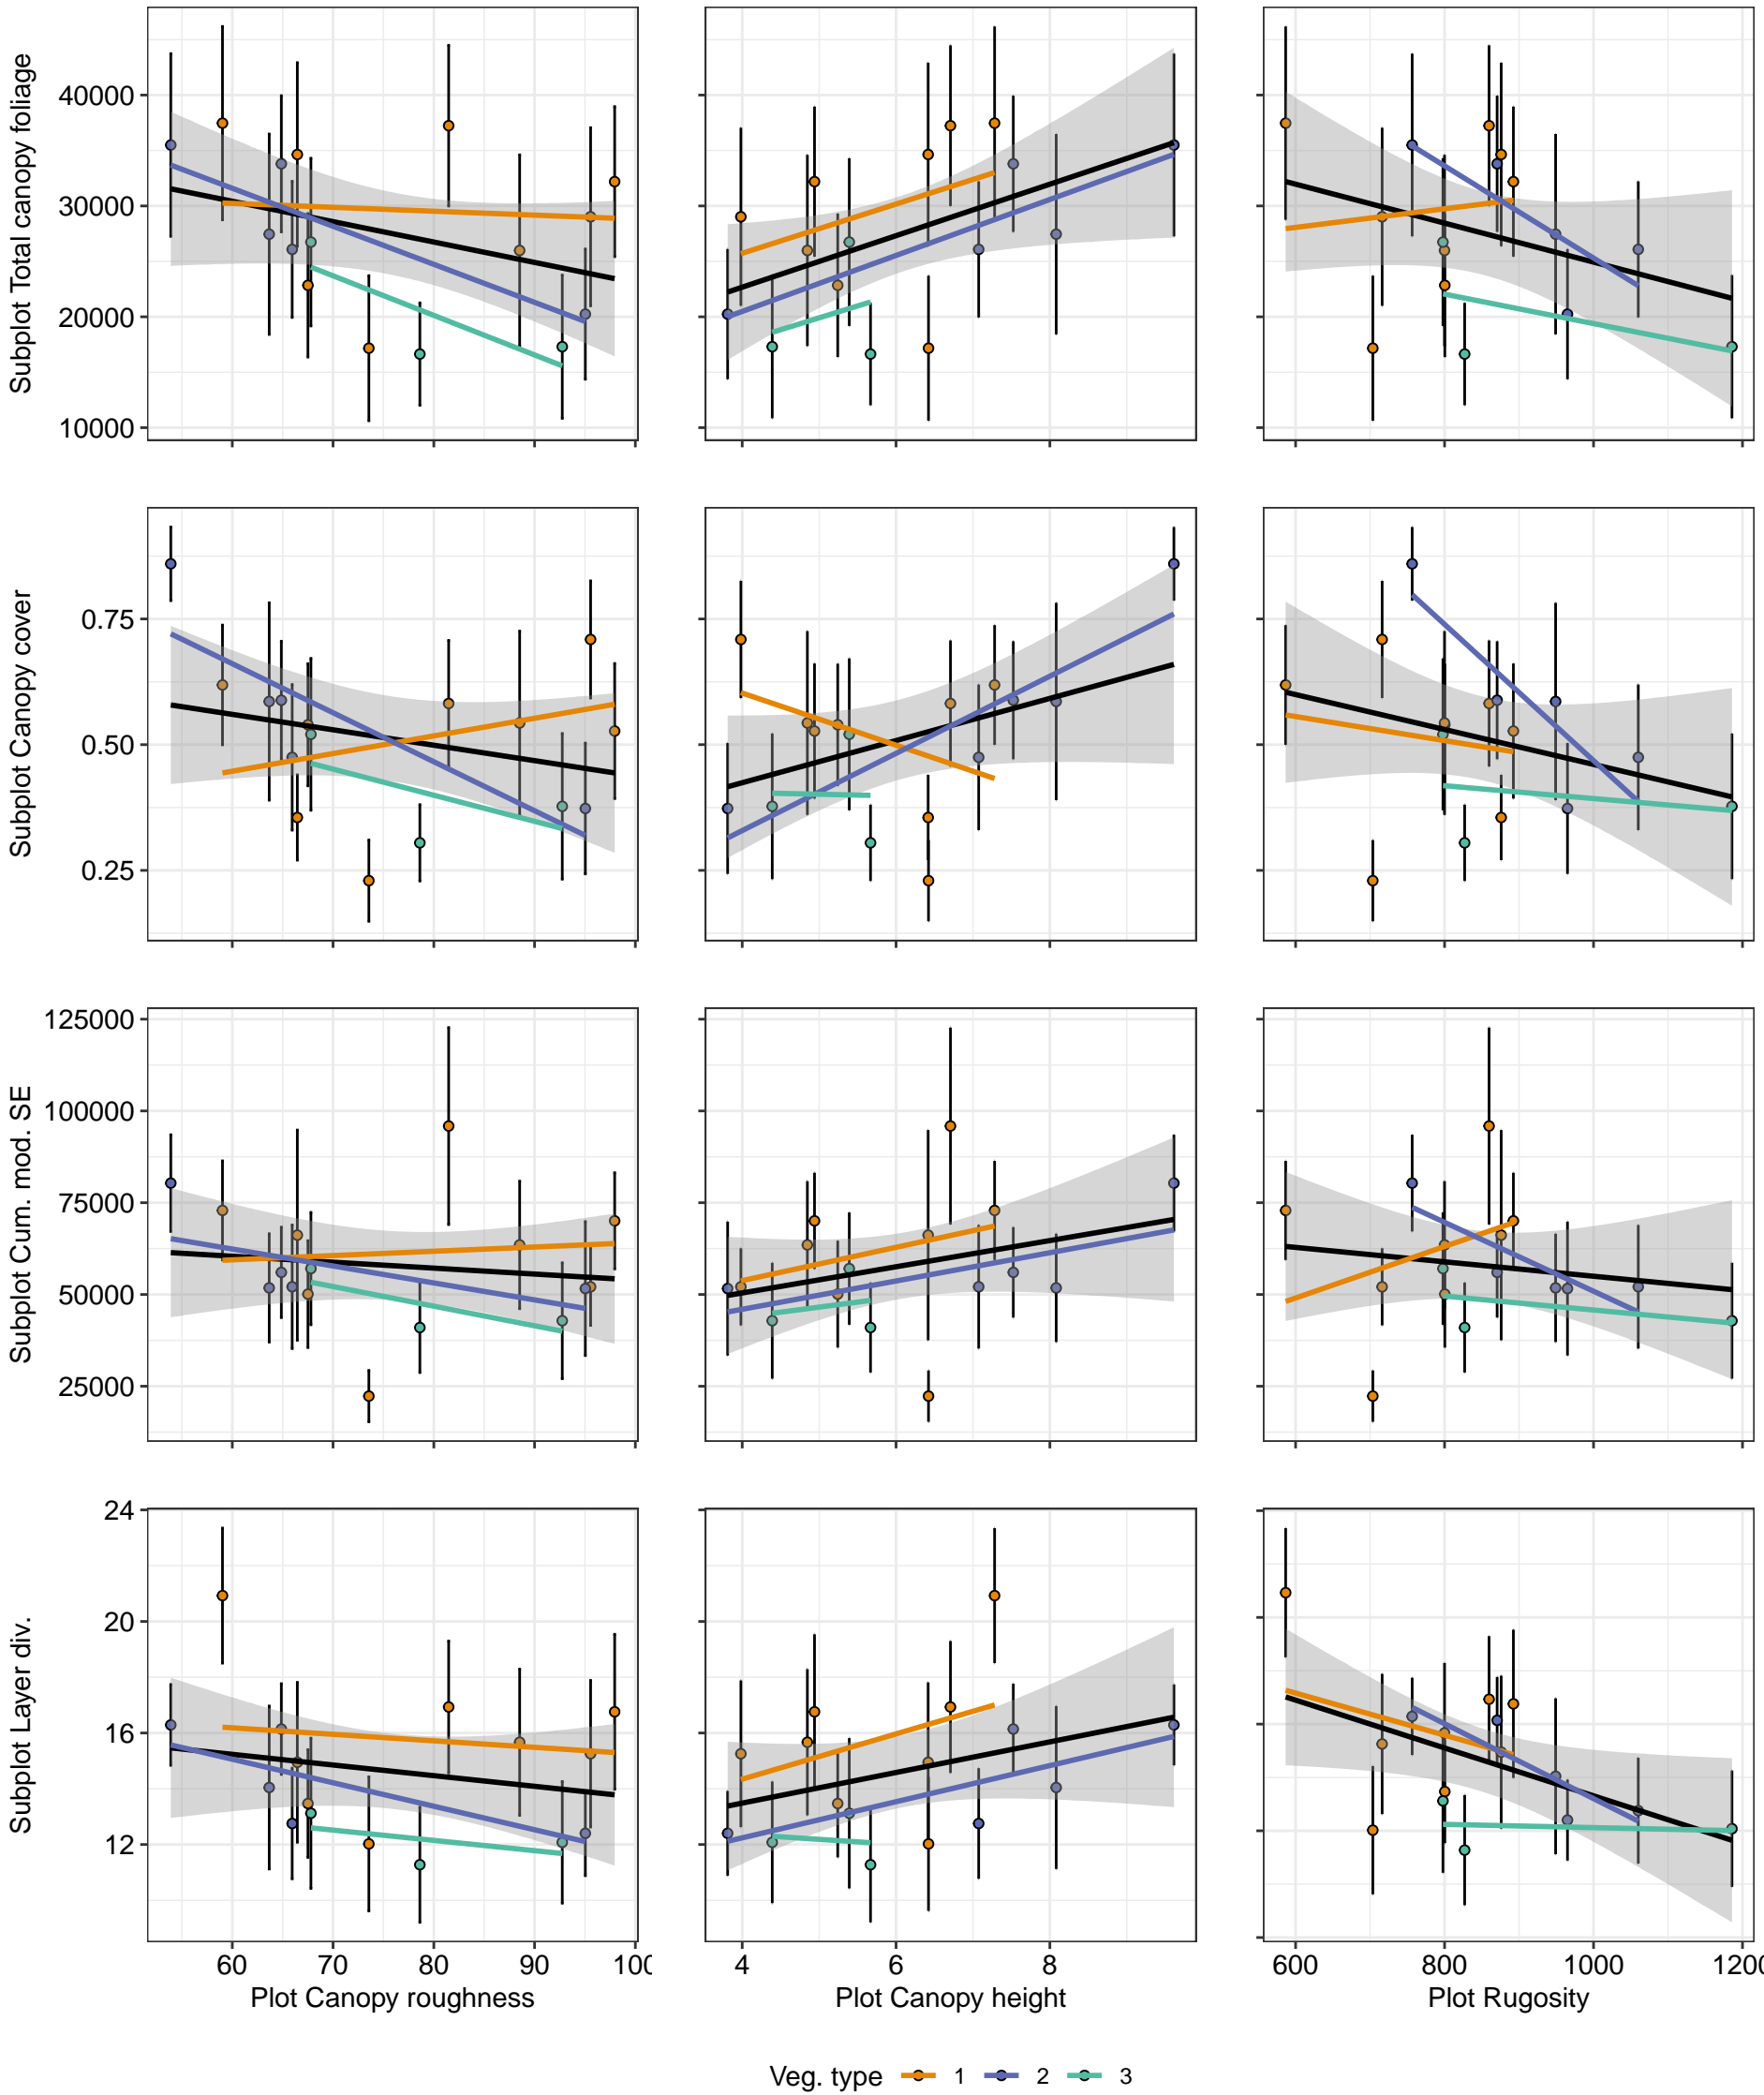 Subplot Total canopy foliage
40000
30000
20000
10000
Subplot Canopy cover
0.75
0.50
0.25
Subplot Cum. mod. SE
125000
100000
75000
50000
25000
Subplot Layer div.
24
20
16
12
60 70 80 90 100
4 6 8
600 800 1000 1200
Plot Canopy roughness
Plot Canopy height
Plot Rugosity
Veg. type 1 2 3